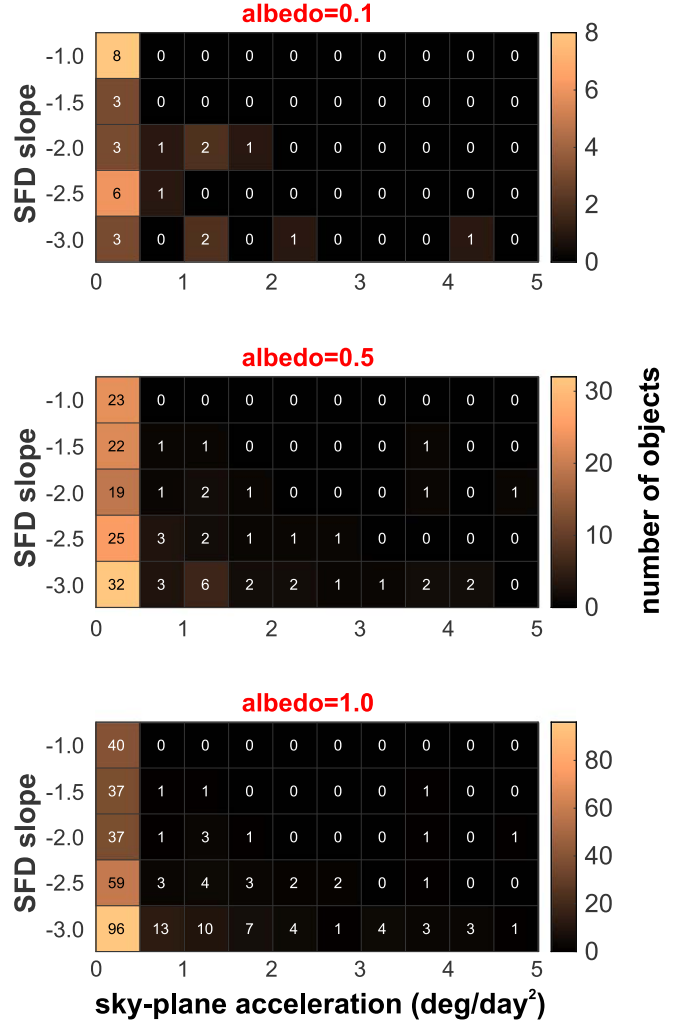 albedo=0.1
SFD slope
-1.0 8 0 0 0 0 0 0 0 0 0
-1.5 3 0 0 0 0 0 0 0 0 0
-2.0 3 1 2 1 0 0 0 0 0 0
-2.5 6 1 0 0 0 0 0 0 0 0
-3.0 3 0 2 0 1 0 0 0 1 0
0 1 2 3 4 5
8
6
4
2
0
albedo=0.5
SFD slope
-1.0 23 0 0 0 0 0 0 0 0 0
-1.5 22 1 1 0 0 0 0 1 0 0
-2.0 19 1 2 1 0 0 0 1 0 1
-2.5 25 3 2 1 1 1 0 0 0 0
-3.0 32 3 6 2 2 1 1 2 2 0
0 1 2 3 4 5
30
20
10
0
number of objects
albedo=1.0
SFD slope
-1.0 40 0 0 0 0 0 0 0 0 0
-1.5 37 1 1 0 0 0 0 1 0 0
-2.0 37 1 3 1 0 0 0 1 0 1
-2.5 59 3 4 3 2 2 0 1 0 0
-3.0 96 13 10 7 4 1 4 3 3 1
0 1 2 3 4 5
80
60
40
20
0
sky-plane acceleration (deg/day²)